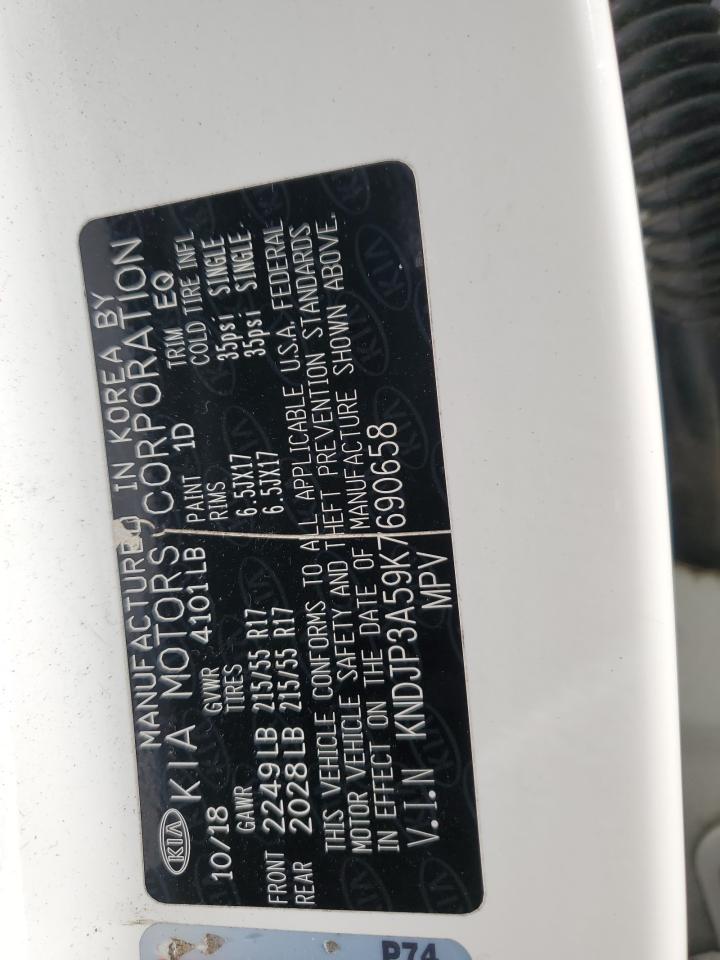 MANUFACTURED IN KOREA BY
KIA KIA MOTORS CORPORATION
10/18 GVWR 4101LB PAINT 1D TRIM EQ
GAWR TIRES RIMS COLD TIRE INFL
FRONT 2249LB 215/55 R17 6.5JX17 35psi SINGLE
REAR 2028LB 215/55 R17 6.5JX17 35psi SINGLE
THIS VEHICLE CONFORMS TO ALL APPLICABLE U.S.A. FEDERAL
MOTOR VEHICLE SAFETY AND THEFT PREVENTION STANDARDS
IN EFFECT ON THE DATE OF MANUFACTURE SHOWN ABOVE.
V.I.N KNDJP3A59K7690658
MPV
P74